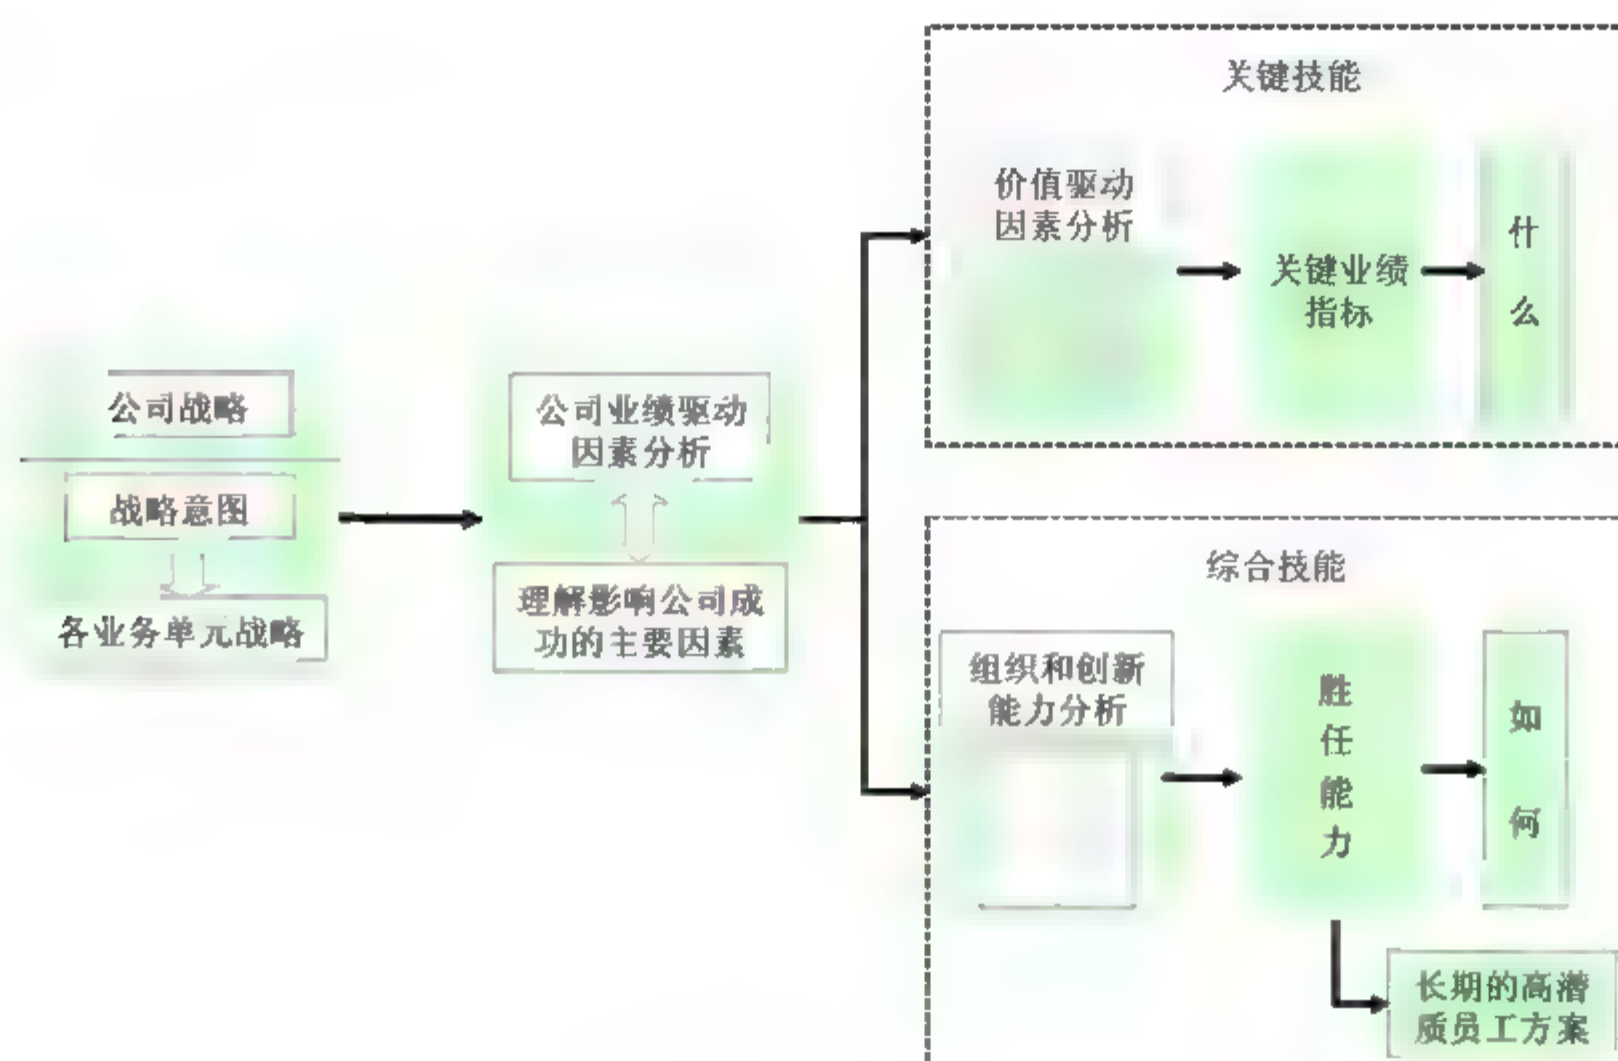 公司战略
战略意图
各业务单元战略
公司业绩驱动
因素分析
理解影响公司成
功的主要因素
关键技能
价值驱动
因素分析
关键业绩
指标
什
么
综合技能
组织和创新
能力分析
胜
任
能
力
如
何
长期的高潜
质员工方案